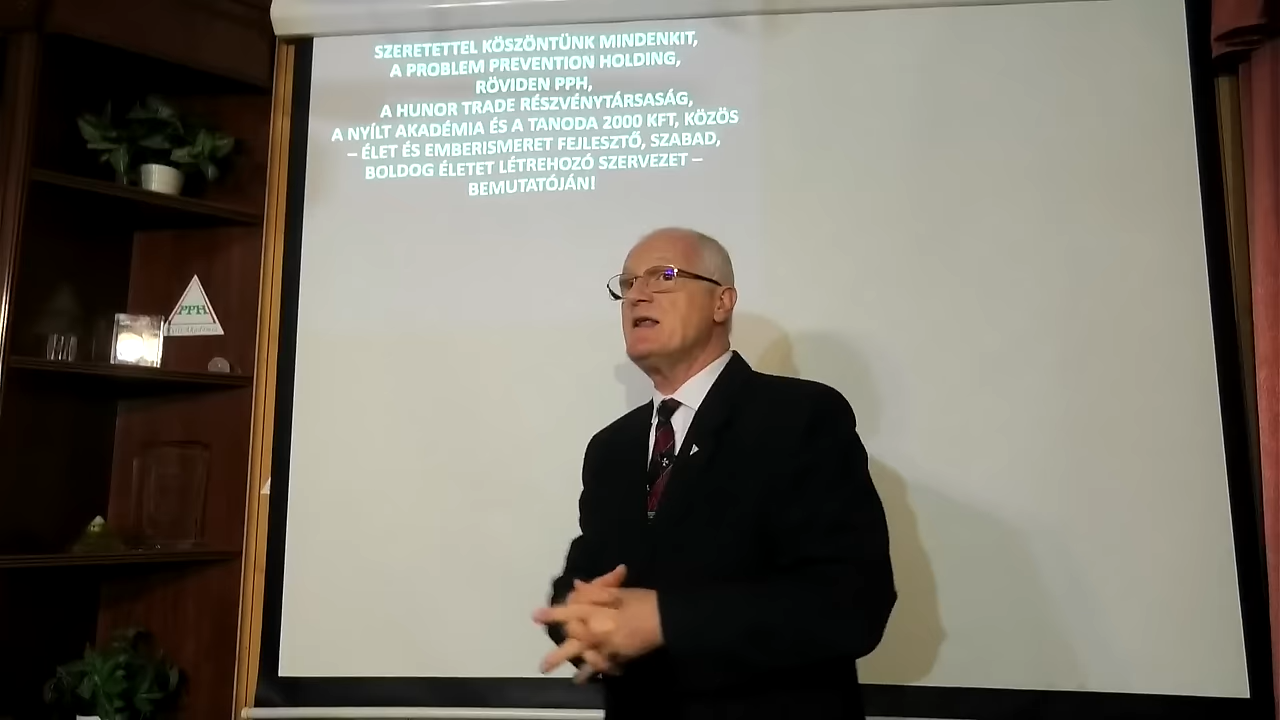 SZERETETTEL KÖSZÖNTÜNK MINDENKIT,
A PROBLEM PREVENTION HOLDING,
RÖVIDEN PPH,
A HUNOR TRADE RÉSZVÉNYTÁRSASÁG,
A NYÍLT AKADÉMIA ÉS A TANODA 2000 KFT, KÖZÖS
– ÉLET ÉS EMBERISMERET FEJLESZTŐ, SZABAD,
BOLDOG ÉLETET LÉTREHOZÓ SZERVEZET –
BEMUTATÓJÁN!
PPH